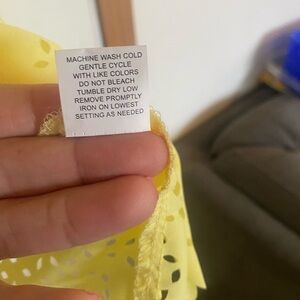 MACHINE WASH COLD
GENTLE CYCLE
WITH LIKE COLORS
DO NOT BLEACH
TUMBLE DRY LOW
REMOVE PROMPTLY
IRON ON LOWEST
SETTING AS NEEDED